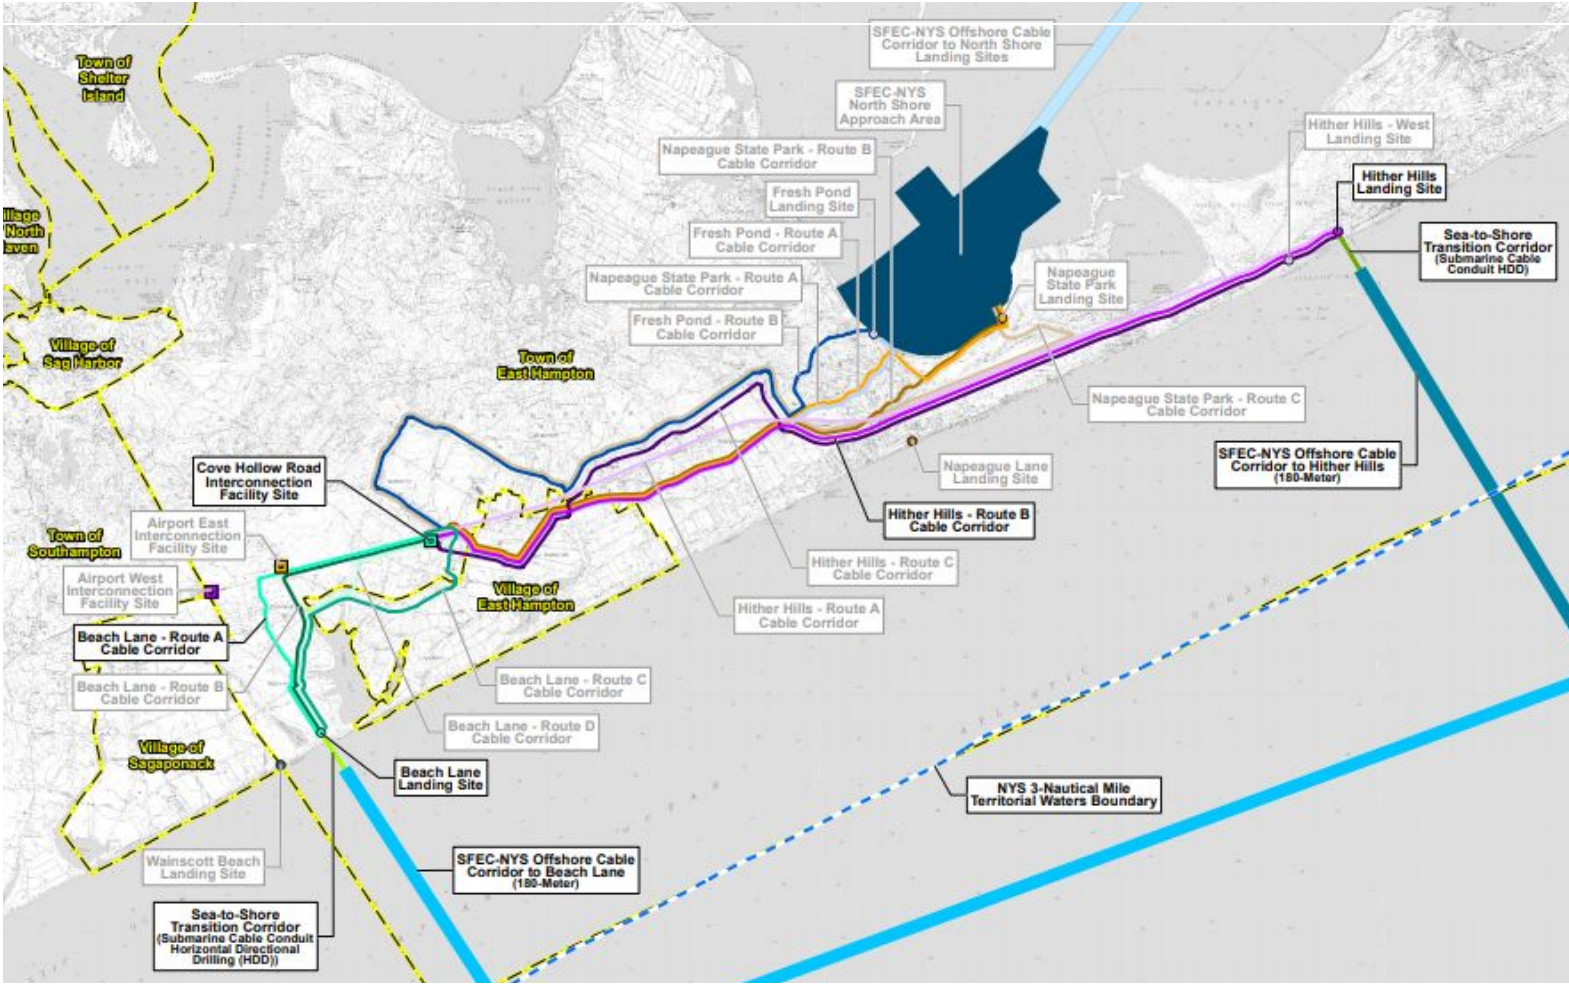 SFEC-NYS Offshore Cable
Corridor to North Shore
Landing Sites
Town of
Shelter
Island
SFEC-NYS
North Shore
Approach Area
Hither Hills - West
Landing Site
Napeague State Park - Route B
Cable Corridor
Hither Hills
Landing Site
Fresh Pond
Landing Site
illage
North
aven
Fresh Pond - Route A
Cable Corridor
Sea-to-Shore
Transition Corridor
(Submarine Cable
Conduit HDD)
Napeague State Park - Route A
Cable Corridor
Napeague
State Park
Landing Site
Fresh Pond - Route B
Cable Corridor
Village of
Sag Harbor
Town of
East Hampton
Napeague State Park - Route C
Cable Corridor
Cove Hollow Road
Interconnection
Facility Site
Napeague Lane
Landing Site
SFEC-NYS Offshore Cable
Corridor to Hither Hills
(180-Meter)
Airport East
Interconnection
Facility Site
Hither Hills - Route B
Cable Corridor
Town of
Southampton
Airport West
Interconnection
Facility Site
Hither Hills - Route C
Cable Corridor
Village of
East Hampton
Hither Hills - Route A
Cable Corridor
Beach Lane - Route A
Cable Corridor
Beach Lane - Route B
Cable Corridor
Beach Lane - Route C
Cable Corridor
Beach Lane - Route D
Cable Corridor
Village of
Sagaponack
Beach Lane
Landing Site
NYS 3-Nautical Mile
Territorial Waters Boundary
Wainscott Beach
Landing Site
SFEC-NYS Offshore Cable
Corridor to Beach Lane
(180-Meter)
Sea-to-Shore
Transition Corridor
(Submarine Cable Conduit
Horizontal Directional
Drilling (HDD))